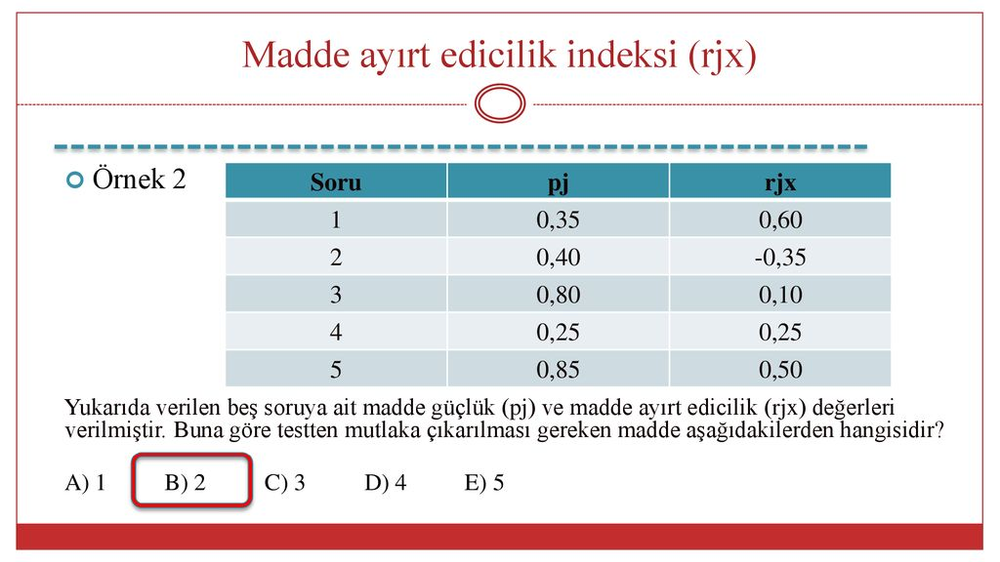 Madde ayırt edicilik indeksi (rjx)
Örnek 2
Soru pj rjx
1 0,35 0,60
2 0,40 -0,35
3 0,80 0,10
4 0,25 0,25
5 0,85 0,50
Yukarıda verilen beş soruya ait madde güçlük (pj) ve madde ayırt edicilik (rjx) değerleri
verilmiştir. Buna göre testten mutlaka çıkarılması gereken madde aşağıdakilerden hangisidir?
A) 1 B) 2 C) 3 D) 4 E) 5